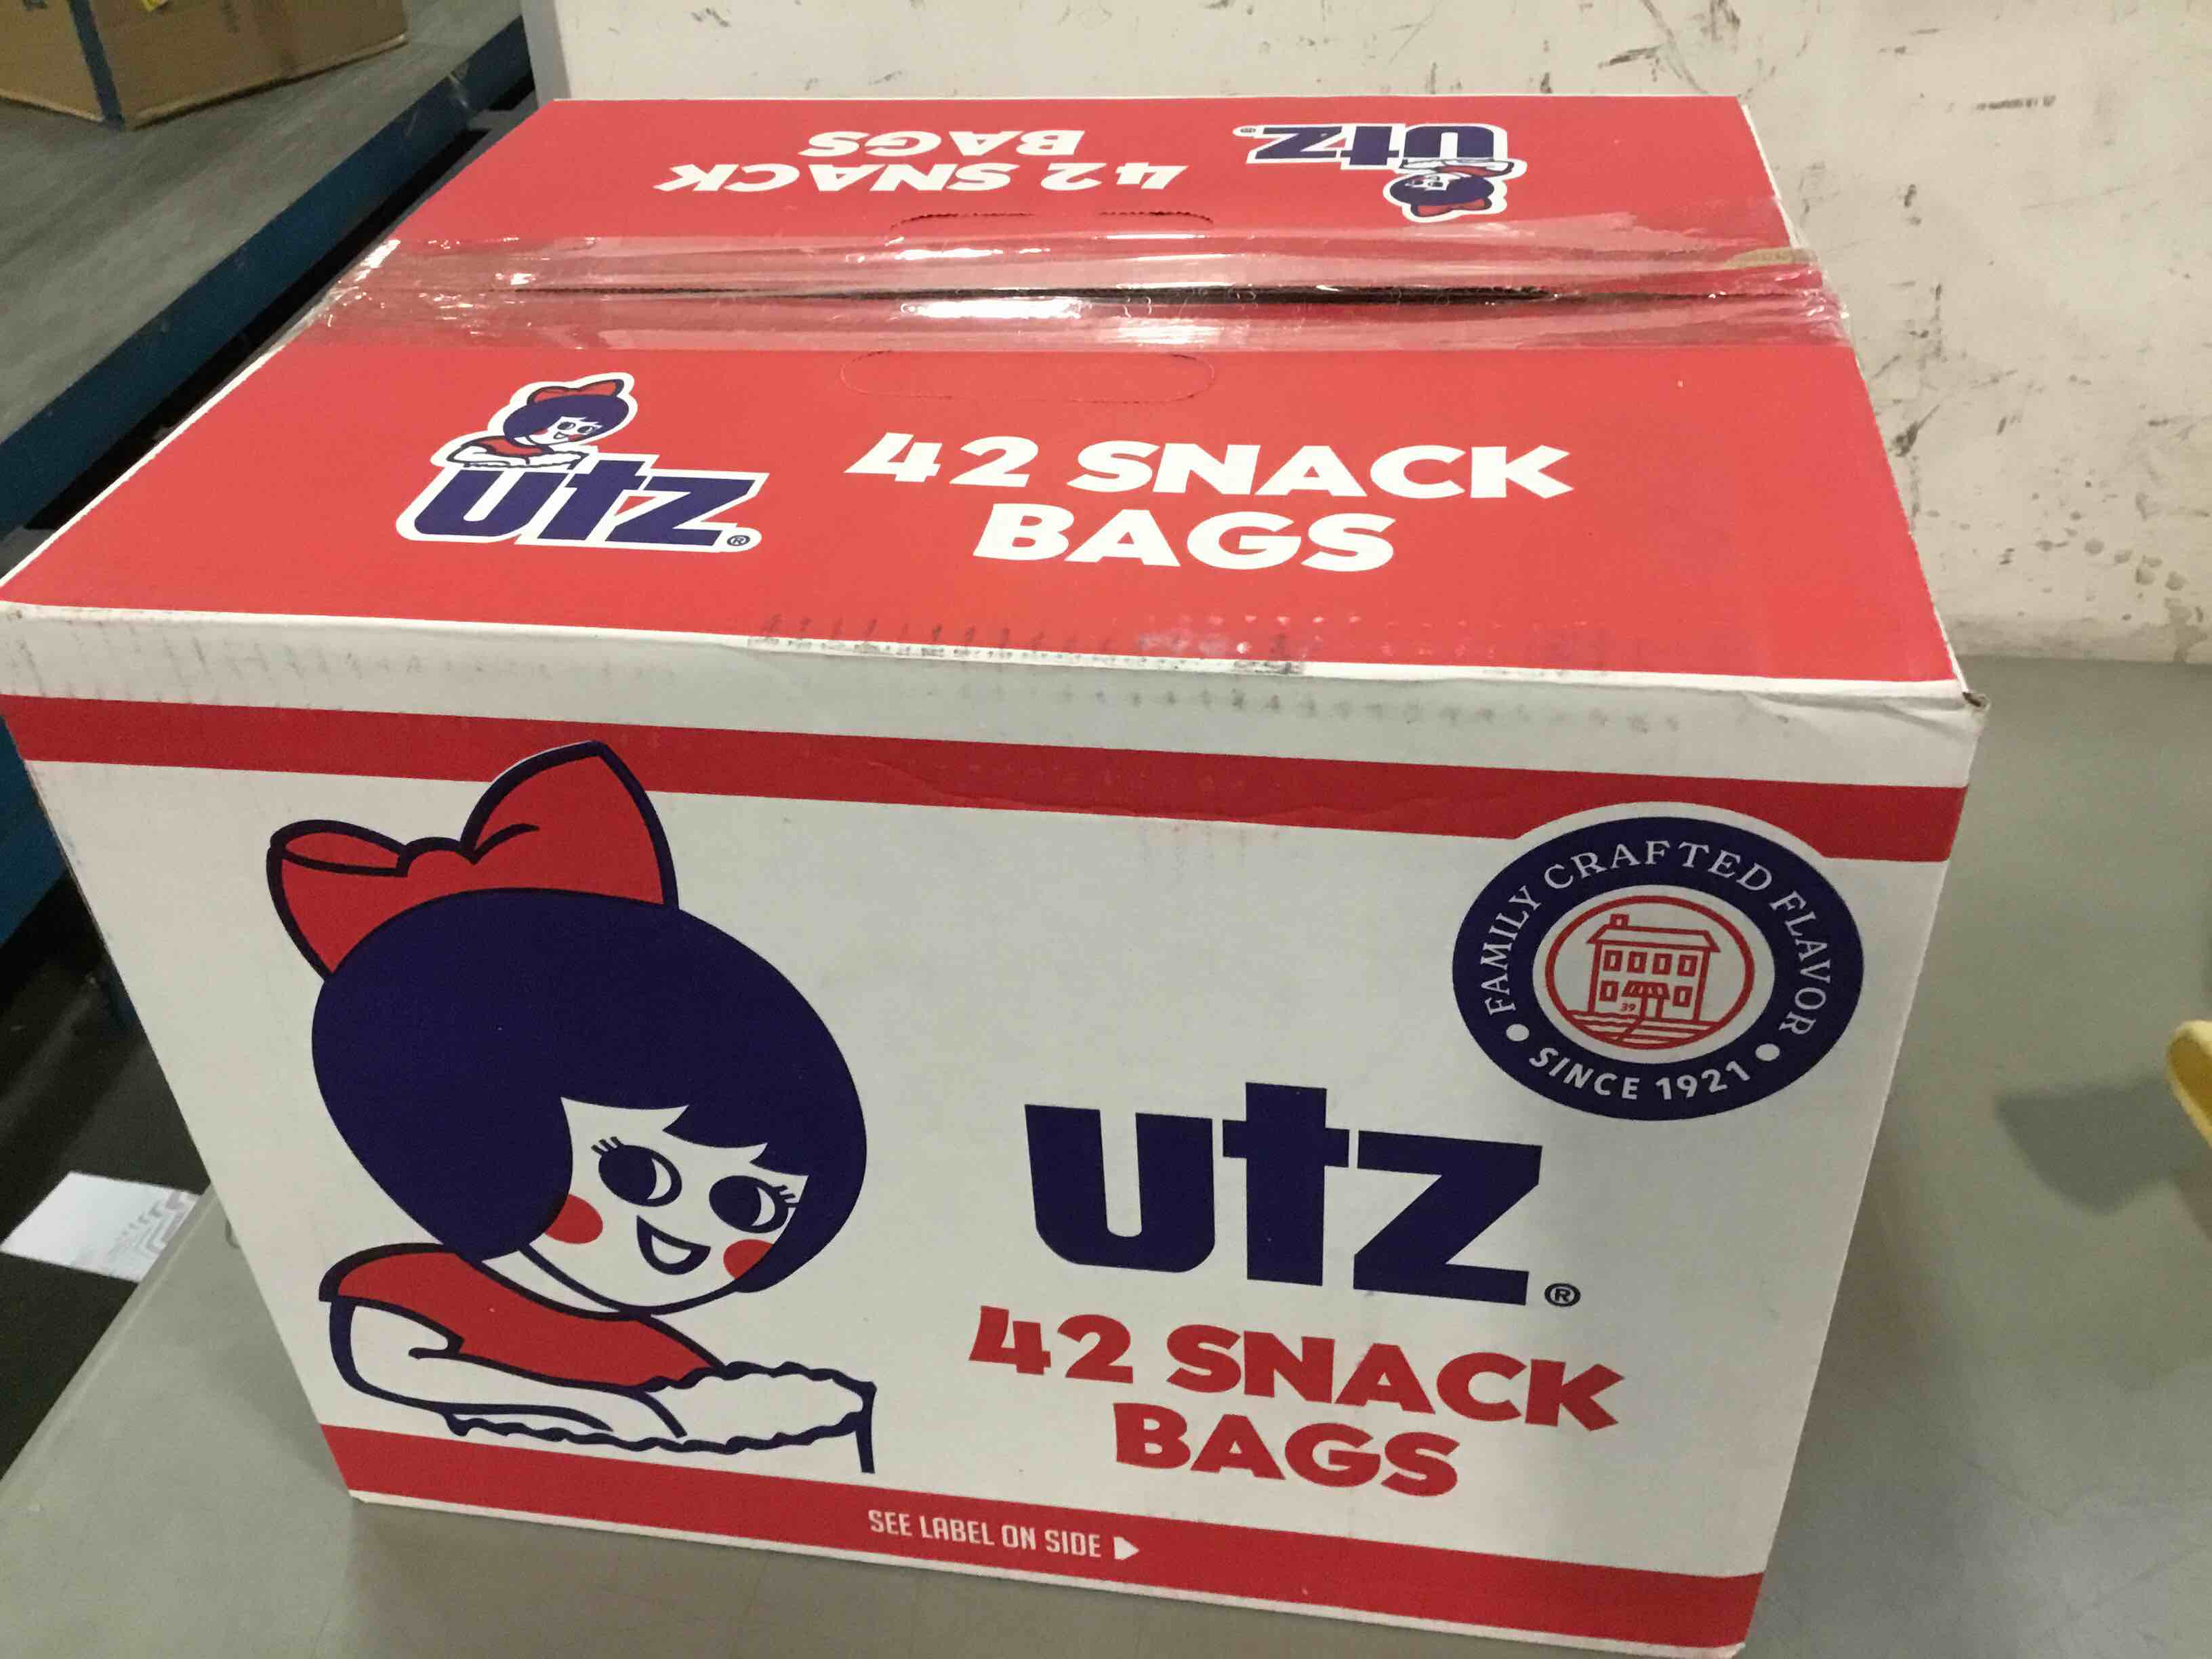 42 SNACK
BAGS
utz®
utz®
42 SNACK
BAGS
FAMILY CRAFTED FLAVOR
39
• SINCE 1921 •
utz®
42 SNACK
BAGS
SEE LABEL ON SIDE